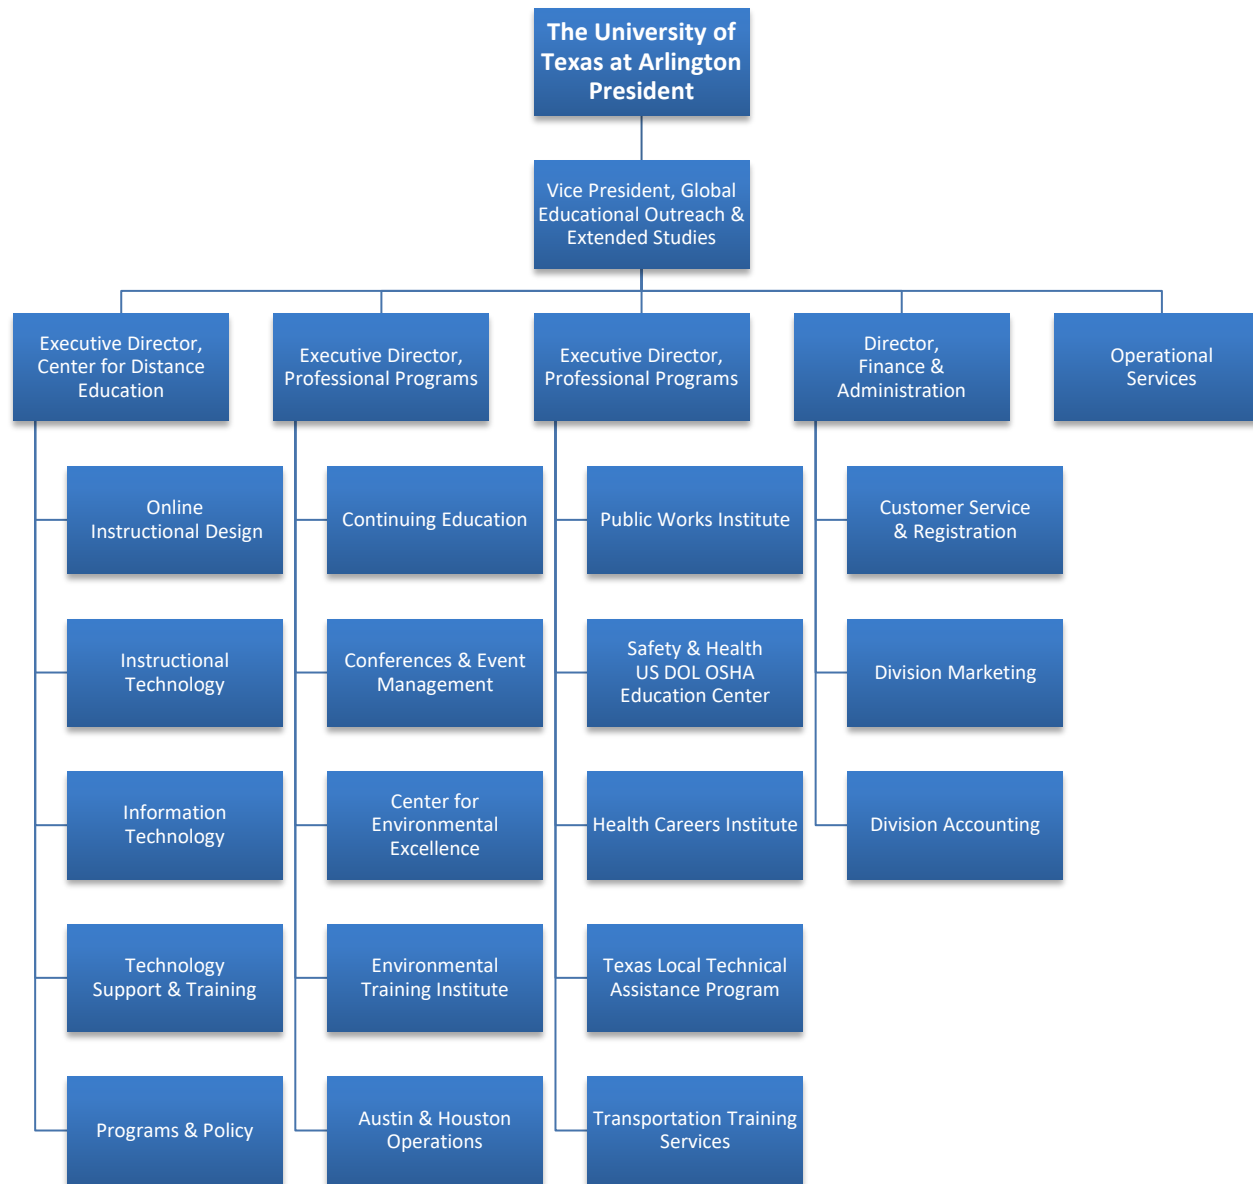 The University of
Texas at Arlington
President
Vice President, Global
Educational Outreach &
Extended Studies
Executive Director,
Center for Distance
Education
Executive Director,
Professional Programs
Executive Director,
Professional Programs
Director,
Finance &
Administration
Operational
Services
Online
Instructional Design
Continuing Education
Public Works Institute
Customer Service
& Registration
Instructional
Technology
Conferences & Event
Management
Safety & Health
US DOL OSHA
Education Center
Division Marketing
Information
Technology
Center for
Environmental
Excellence
Health Careers Institute
Division Accounting
Technology
Support & Training
Environmental
Training Institute
Texas Local Technical
Assistance Program
Programs & Policy
Austin & Houston
Operations
Transportation Training
Services